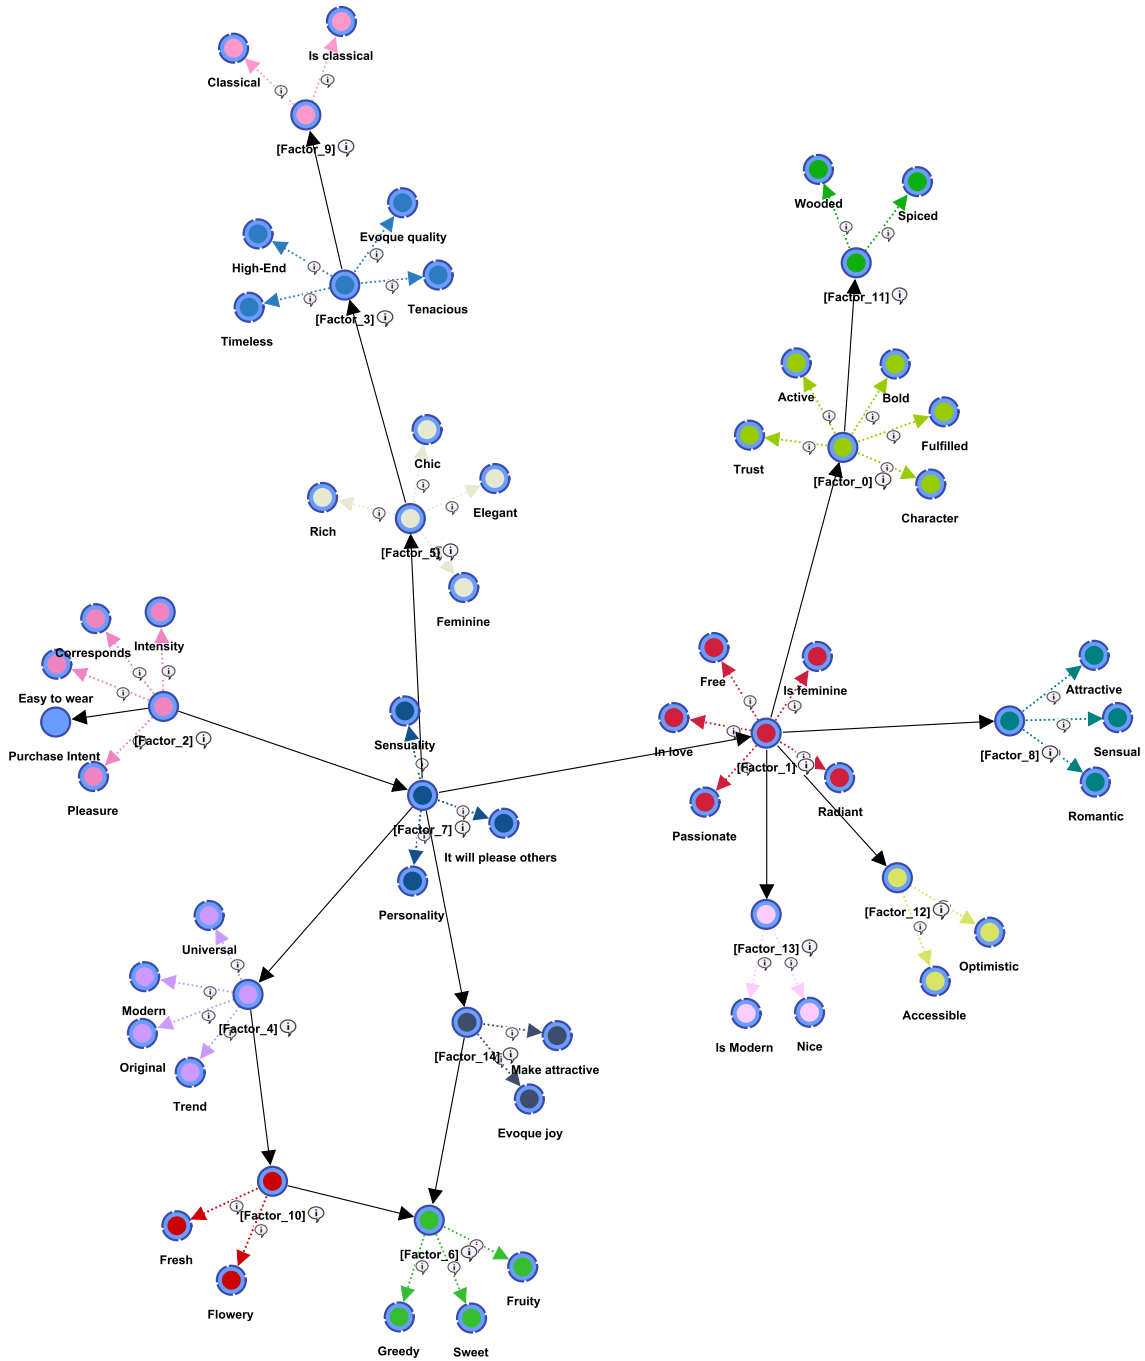 Is classical
Classical
[Factor_9]
Wooded
Spiced
Evoque quality
High-End
[Factor_11]
Tenacious
[Factor_3]
Timeless
Active
Bold
Fulfilled
Chic
Trust
[Factor_0]
Rich
Elegant
Character
[Factor_5]
Feminine
Corresponds
Intensity
Free
Is feminine
Attractive
Easy to wear
Purchase Intent
[Factor_2]
Sensuality
In love
[Factor_1]
[Factor_8]
Sensual
Pleasure
Radiant
Romantic
[Factor_7]
Passionate
It will please others
Personality
[Factor_12]
Universal
[Factor_13]
Optimistic
Modern
Accessible
[Factor_4]
Is Modern
Nice
Original
[Factor_14]
Make attractive
Trend
Evoque joy
[Factor_10]
Fresh
[Factor_6]
Flowery
Fruity
Greedy
Sweet